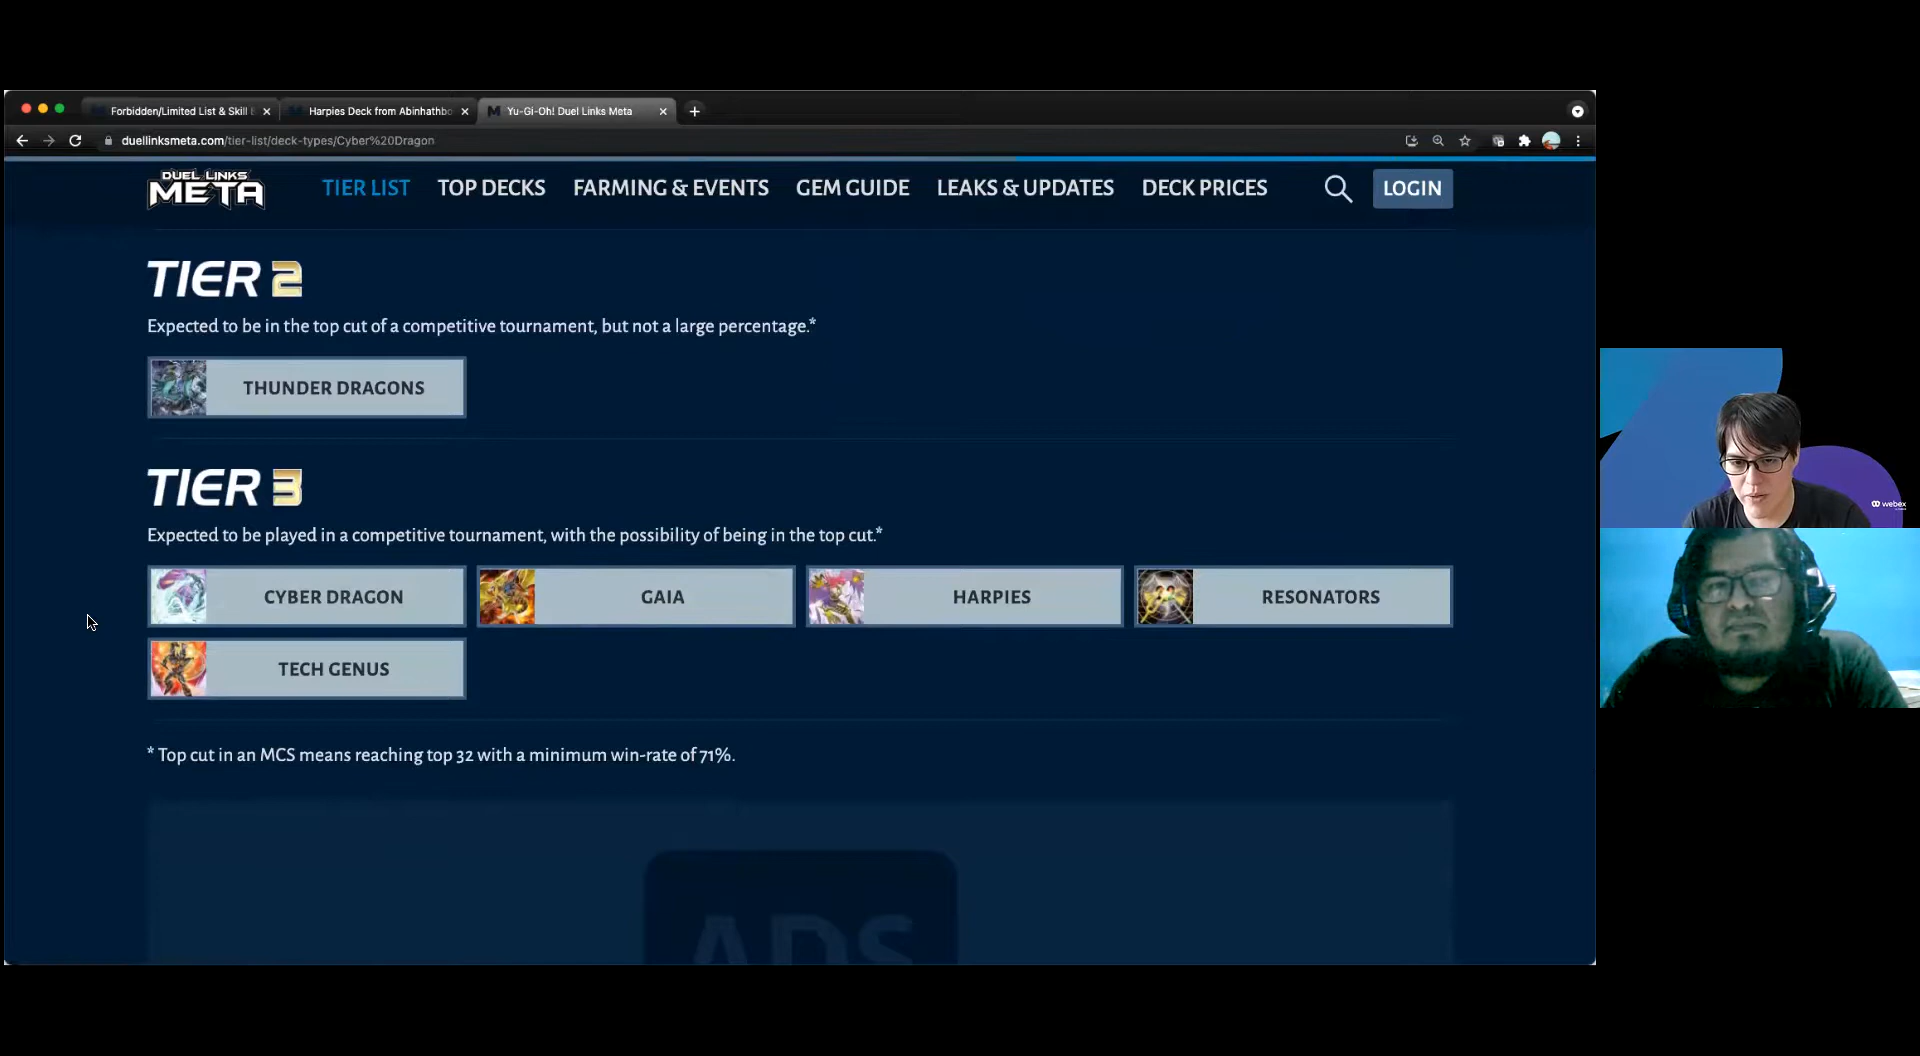 Forbidden/Limited List & Skill
Harpies Deck from Abinhathbo
Yu-Gi-Oh! Duel Links Meta
duellinksmeta.com/tier-list/deck-types/Cyber%20Dragon
DUEL LINKS
META
TIER LIST
TOP DECKS
FARMING & EVENTS
GEM GUIDE
LEAKS & UPDATES
DECK PRICES
LOGIN
TIER 2
Expected to be in the top cut of a competitive tournament, but not a large percentage.*
THUNDER DRAGONS
TIER 3
Expected to be played in a competitive tournament, with the possibility of being in the top cut.*
CYBER DRAGON
GAIA
HARPIES
RESONATORS
TECH GENUS
* Top cut in an MCS means reaching top 32 with a minimum win-rate of 71%.
ADS
webex